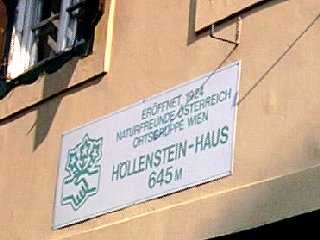 ERÖFFNET 1924
NATURFREUNDE ÖSTERREICH
ORTSGRUPPE WIEN
HÖLLENSTEIN-HAUS
645 M